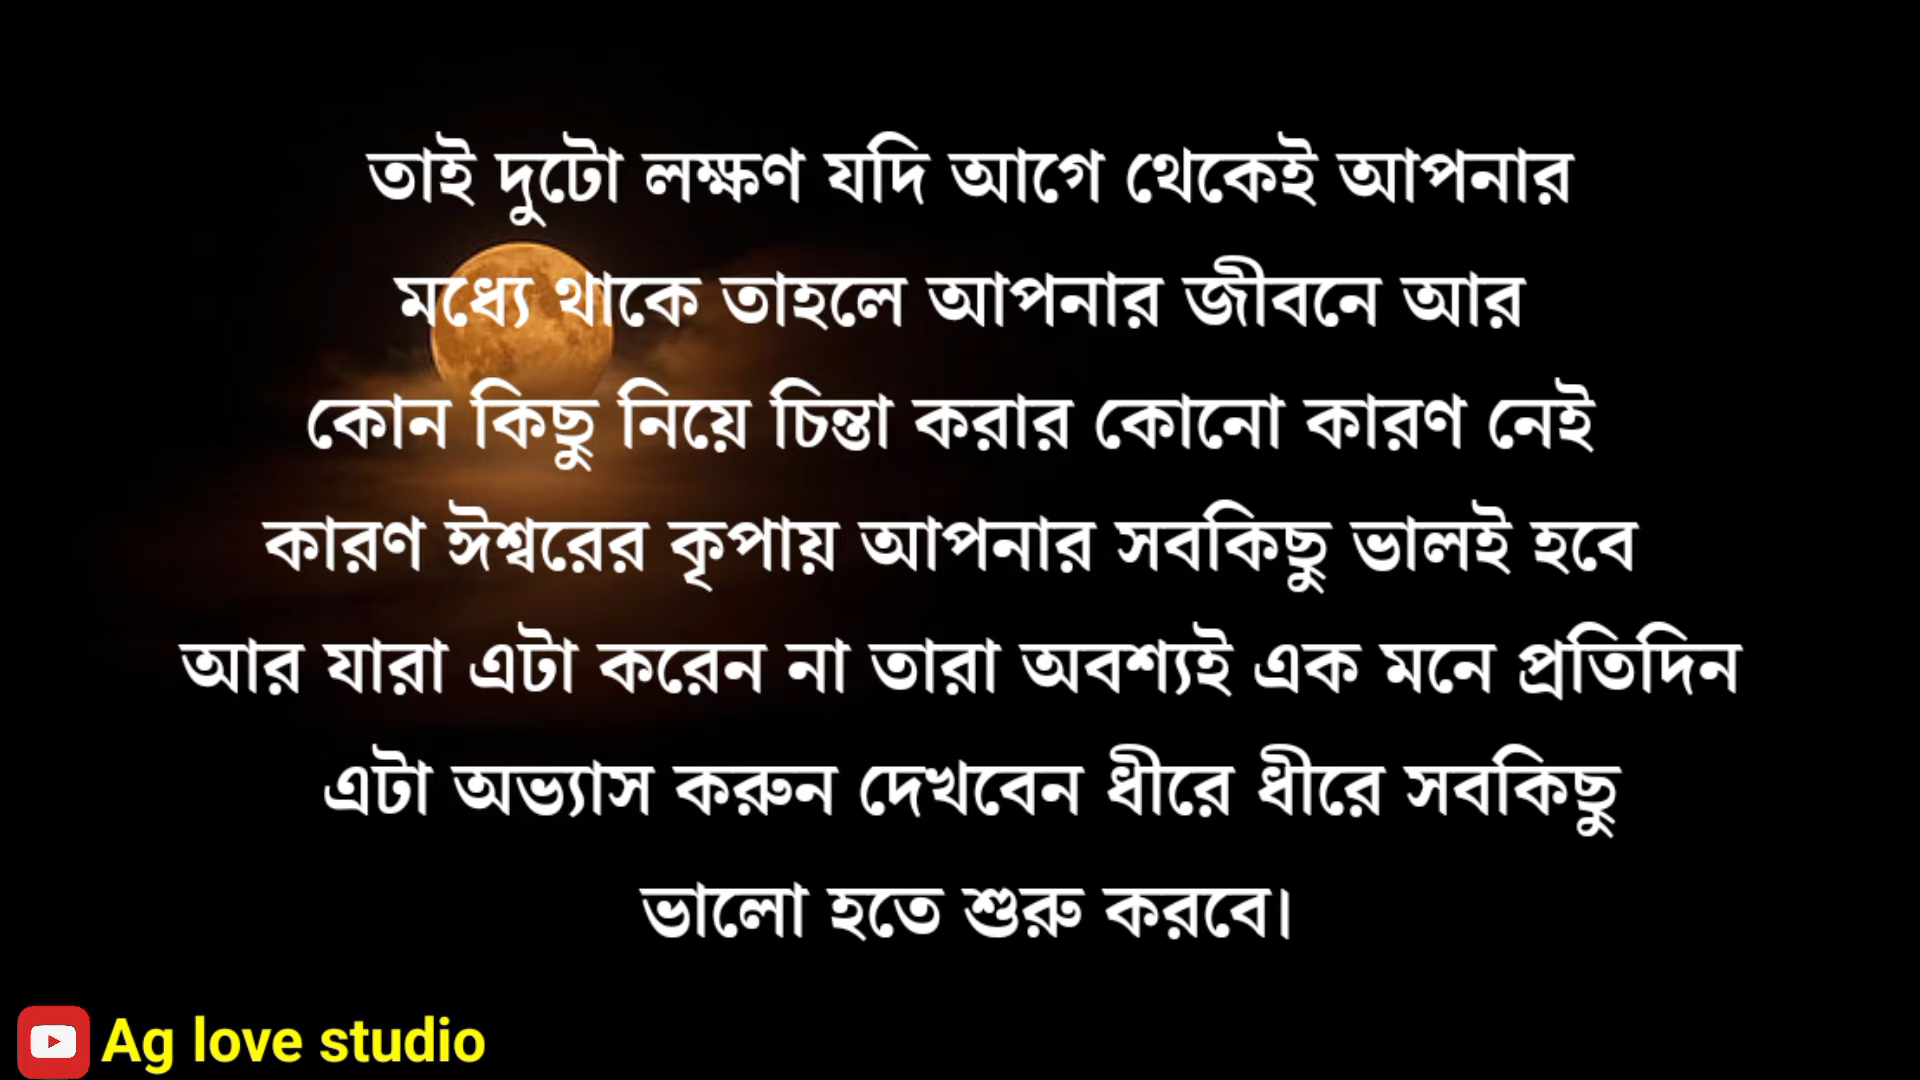 তাই দুটো লক্ষণ যদি আগে থেকেই আপনার
মধ্যে থাকে তাহলে আপনার জীবনে আর
কোন কিছু নিয়ে চিন্তা করার কোনো কারণ নেই
কারণ ঈশ্বরের কৃপায় আপনার সবকিছু ভালই হবে
আর যারা এটা করেন না তারা অবশ্যই এক মনে প্রতিদিন
এটা অভ্যাস করুন দেখবেন ধীরে ধীরে সবকিছু
ভালো হতে শুরু করবে।
Ag love studio